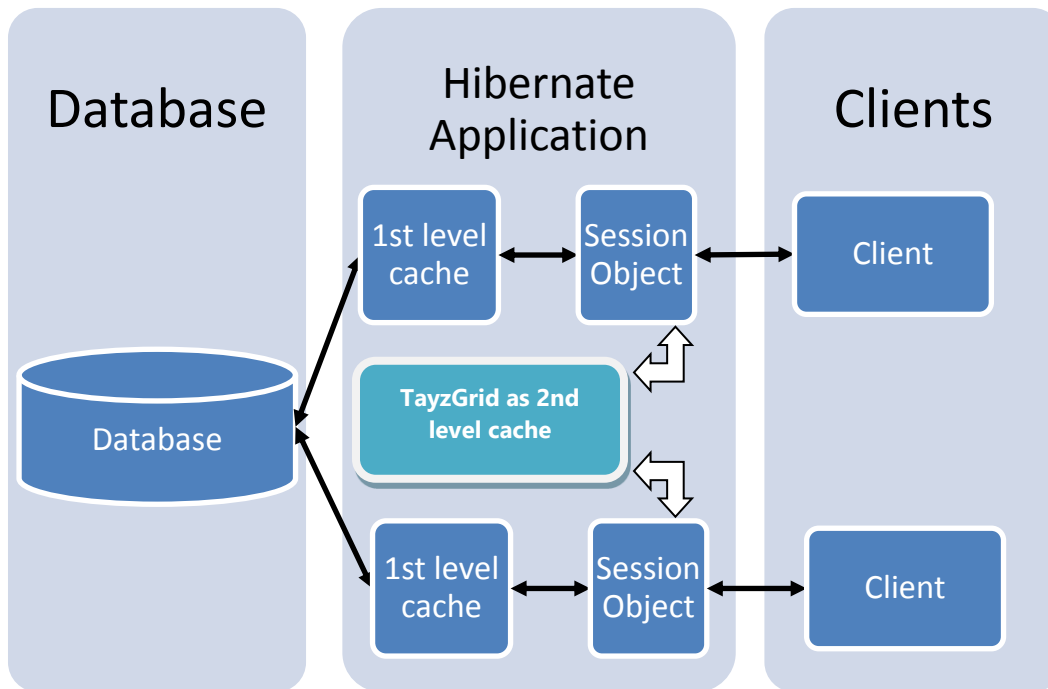 Database
Hibernate
Application
Clients
1st level
cache
Session
Object
Client
TayzGrid as 2nd
level cache
Database
1st level
cache
Session
Object
Client